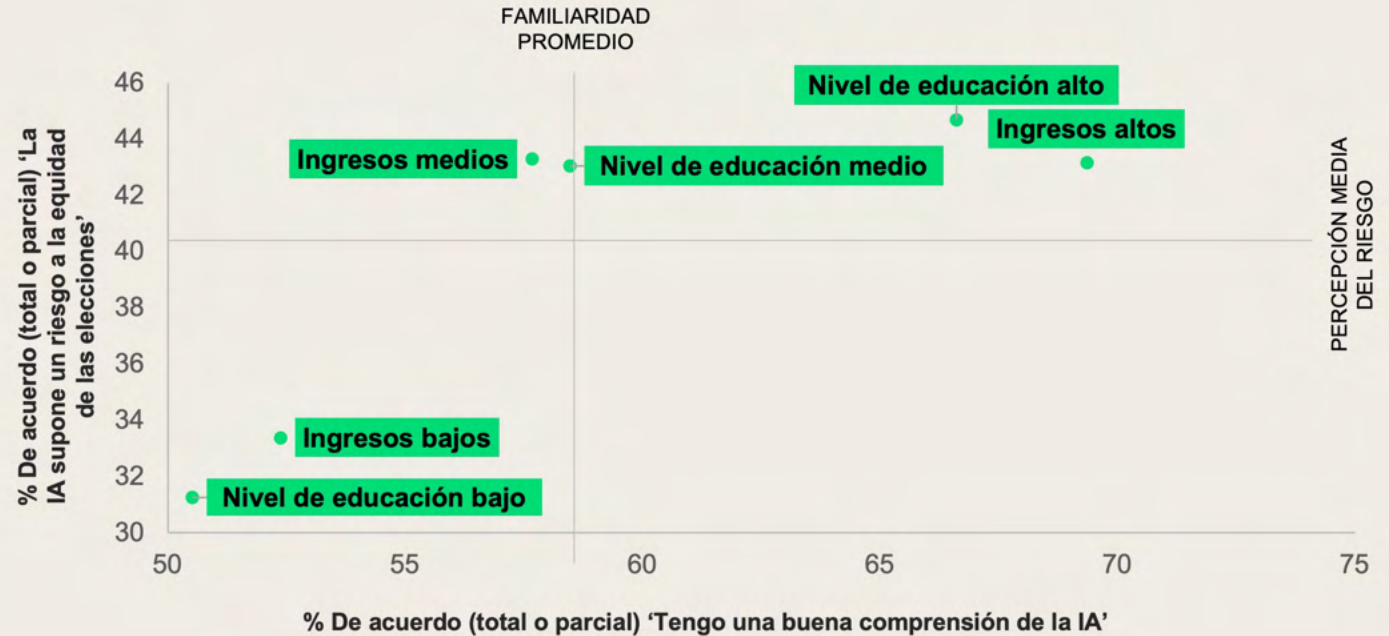 FAMILIARIDAD
PROMEDIO
% De acuerdo (total o parcial) ‘La
IA supone un riesgo a la equidad
de las elecciones’
46
44
42
40
38
36
34
32
30
Nivel de educación alto
Ingresos altos
Ingresos medios
Nivel de educación medio
Ingresos bajos
Nivel de educación bajo
PERCEPCIÓN MEDIA
DEL RIESGO
50
55
60
65
70
75
% De acuerdo (total o parcial) ‘Tengo una buena comprensión de la IA’